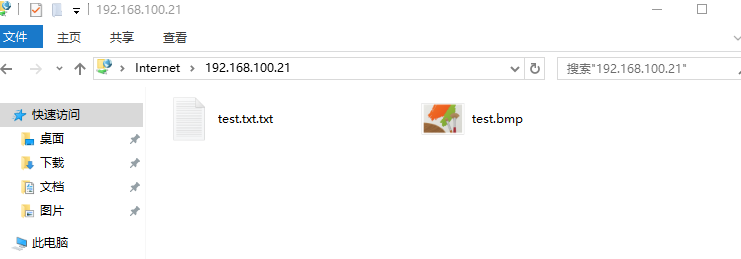 192.168.100.21
文件 主页 共享 查看
Internet 192.168.100.21 搜索"192.168.100.21"
快速访问
test.txt.txt test.bmp
桌面
下载
文档
图片
此电脑